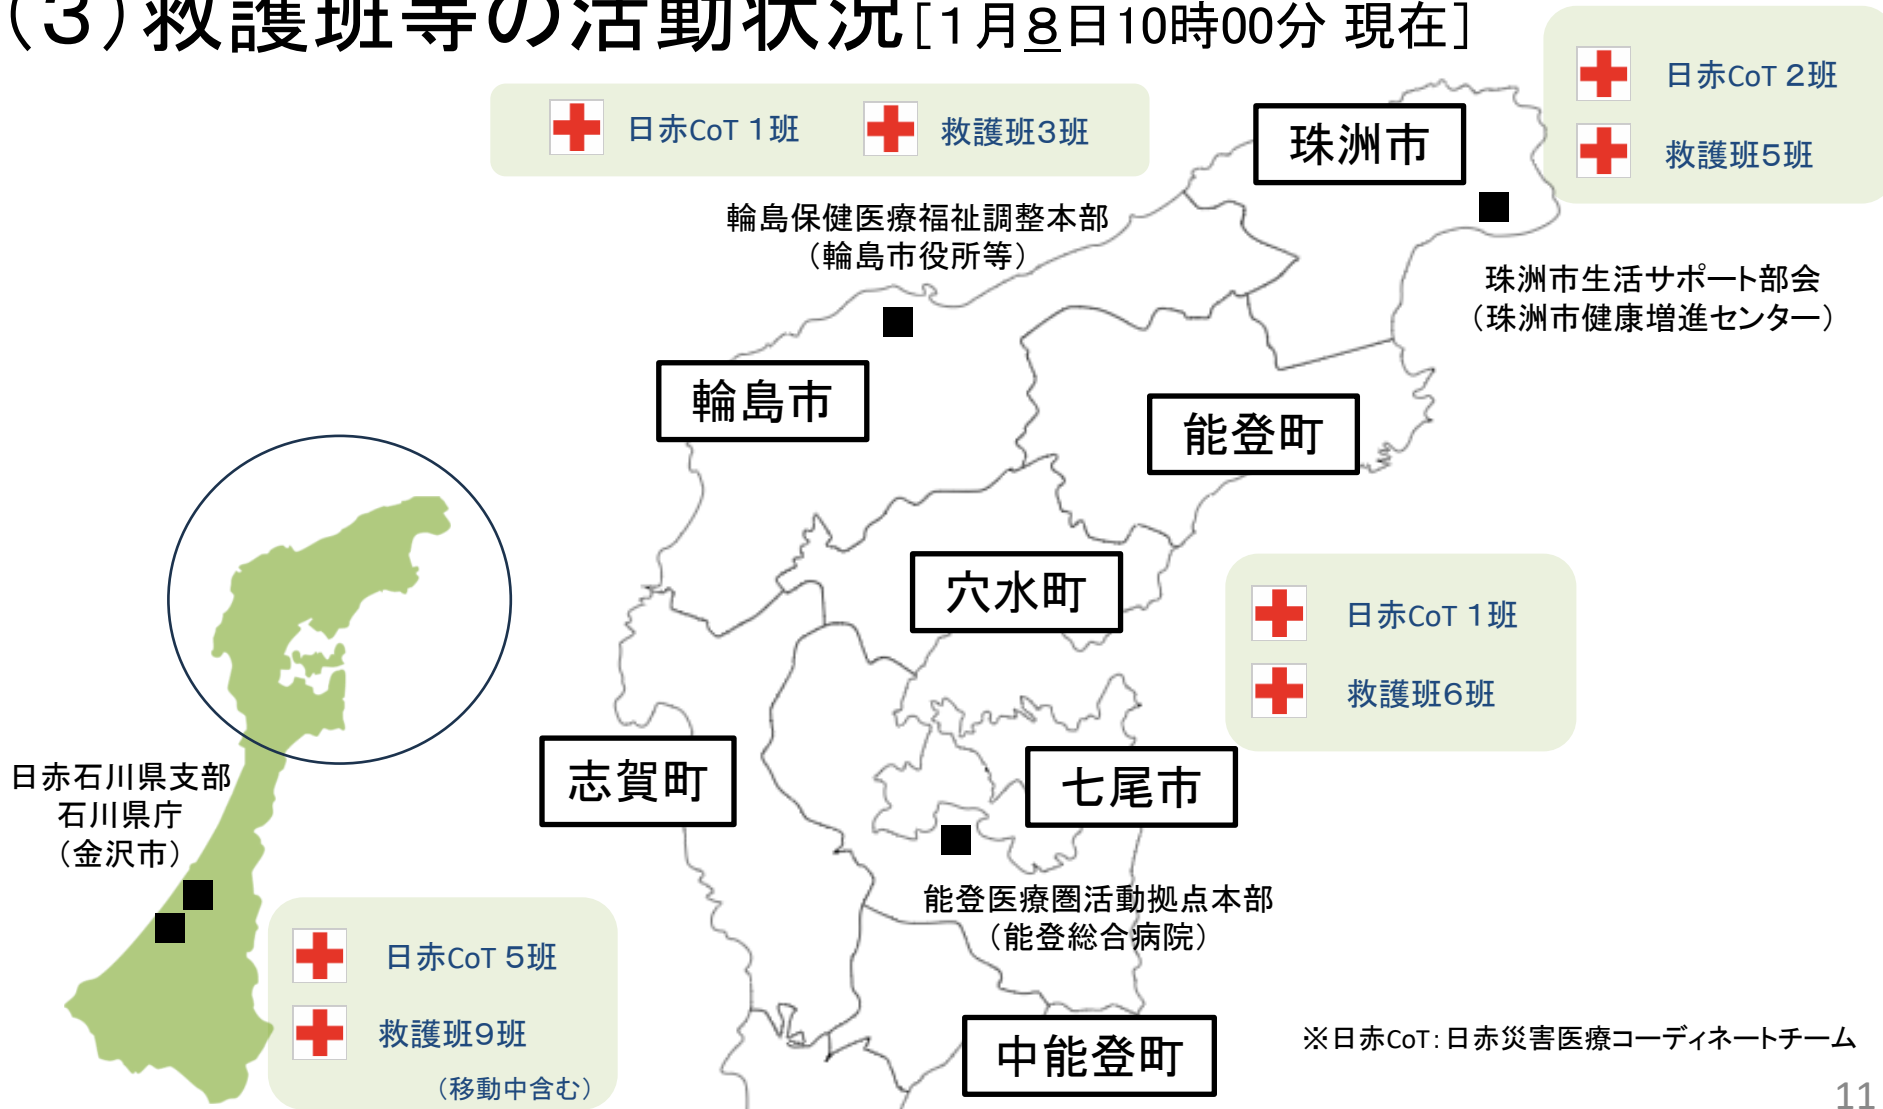 (３)救護班等の活動状況[１月８日10時00分 現在]
日赤CoT １班
救護班３班
日赤CoT ２班
救護班５班
珠洲市
輪島保健医療福祉調整本部
（輪島市役所等）
珠洲市生活サポート部会
（珠洲市健康増進センター）
輪島市
能登町
穴水町
日赤CoT １班
救護班６班
志賀町
七尾市
日赤石川県支部
石川県庁
（金沢市）
能登医療圏活動拠点本部
（能登総合病院）
日赤CoT ５班
救護班９班
（移動中含む）
中能登町
※日赤CoT：日赤災害医療コーディネートチーム
11